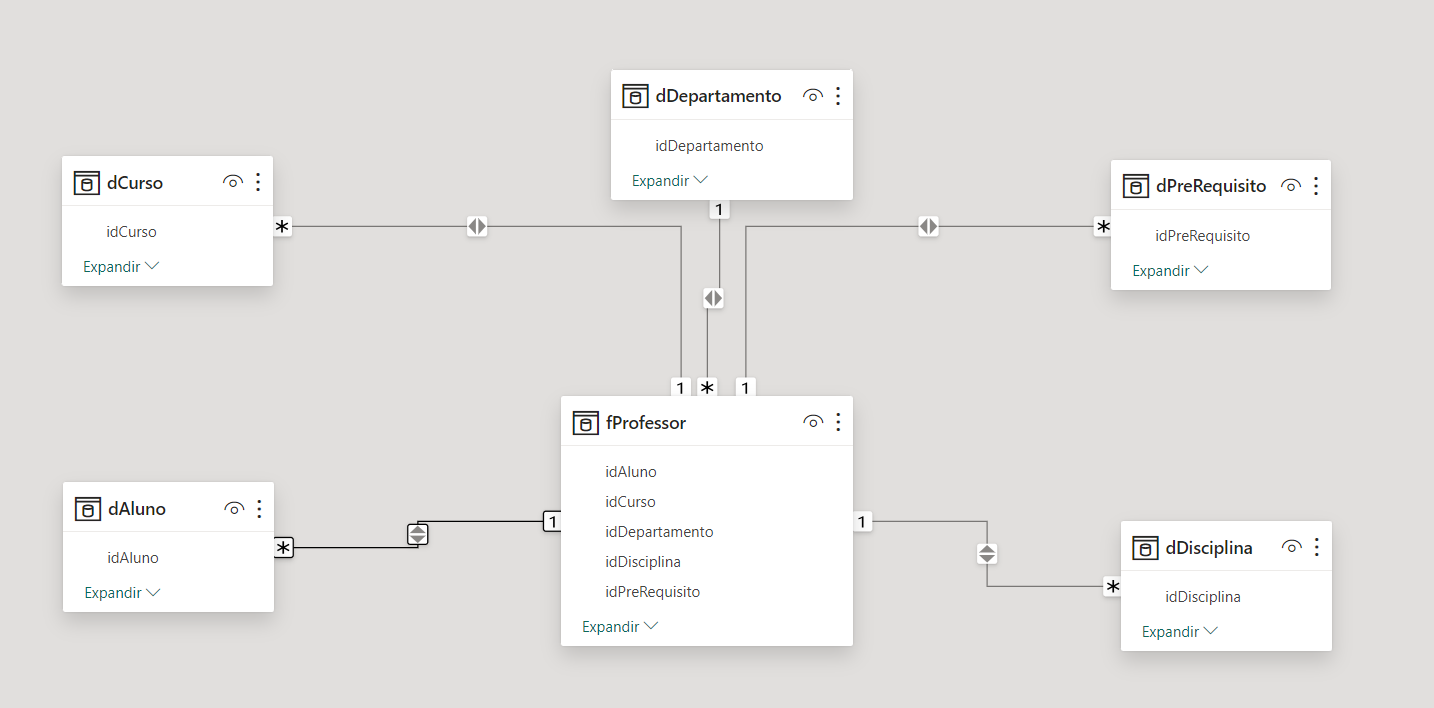 dDepartamento
idDepartamento
Expandir
1
dCurso
idCurso
Expandir
*
dPreRequisito
idPreRequisito
Expandir
*
1 * 1
fProfessor
idAluno
idCurso
idDepartamento
idDisciplina
idPreRequisito
Expandir
1
1
dAluno
idAluno
Expandir
*
dDisciplina
idDisciplina
Expandir
*